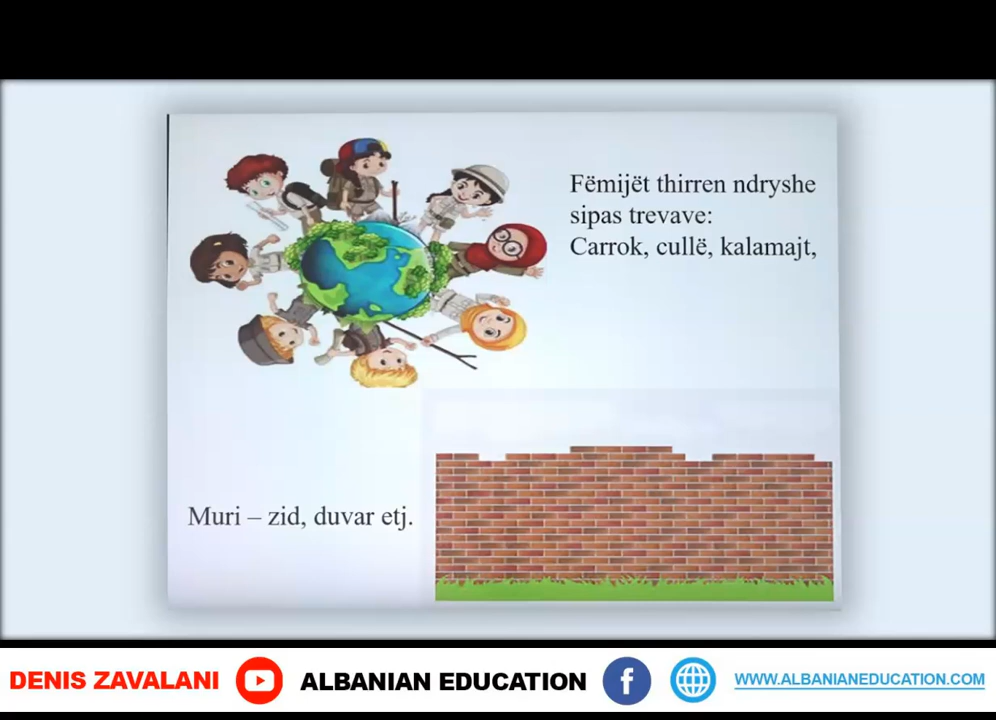 Fëmijët thirren ndryshe
sipas trevave:
Carrok, cullë, kalamajt,
Muri – zid, duvar etj.
DENIS ZAVALANI
ALBANIAN EDUCATION
f
WWW.ALBANIANEDUCATION.COM